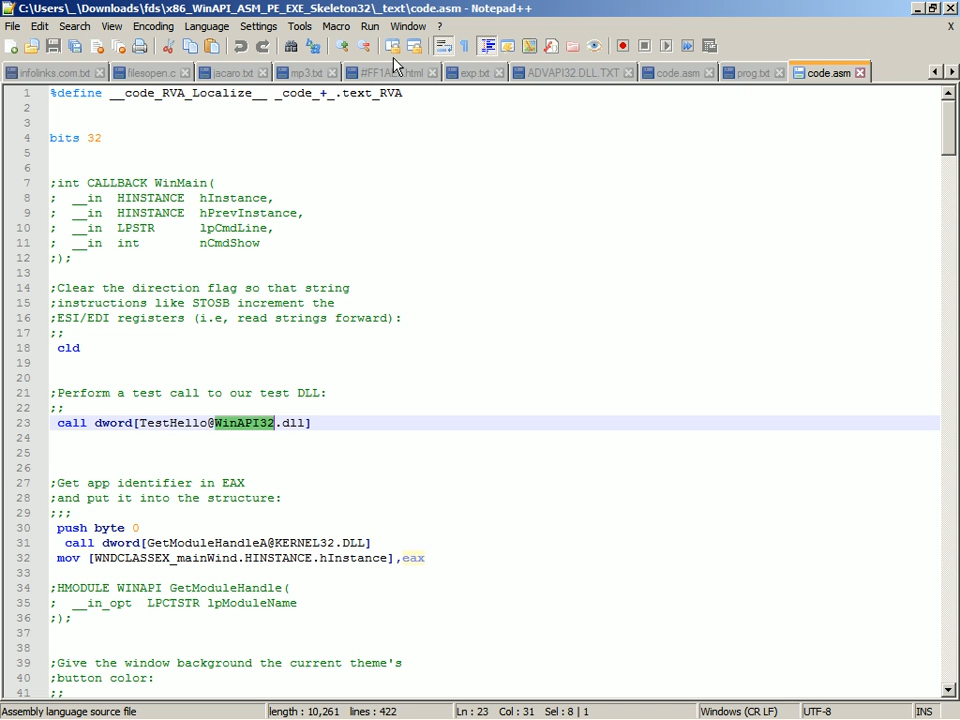 C:\Users\_\Downloads\fds\x86_WinAPI_ASM_PE_EXE_Skeleton32\_text\code.asm - Notepad++
File Edit Search View Encoding Language Settings Tools Macro Run Window ? X
infolinks.com.txt filesopen.c jacaro.txt mp3.txt exp.txt ADVAPI32.DLL.TXT code.asm prog.txt code.asm
1 %define __code_RVA_Localize__ _code_+_.text_RVA
2
3
4 bits 32
5
6
7 ;int CALLBACK WinMain(
8 ;  __in  HINSTANCE  hInstance,
9 ;  __in  HINSTANCE  hPrevInstance,
10 ;  __in  LPSTR      lpCmdLine,
11 ;  __in  int        nCmdShow
12 ;);
13
14 ;Clear the direction flag so that string
15 ;instructions like STOSB increment the
16 ;ESI/EDI registers (i.e, read strings forward):
17 ;;
18  cld
19
20
21 ;Perform a test call to our test DLL:
22 ;;
23  call dword[TestHello@WinAPI32.dll]
24
25
26
27 ;Get app identifier in EAX
28 ;and put it into the structure:
29 ;;;
30  push byte 0
31   call dword[GetModuleHandleA@KERNEL32.DLL]
32  mov [WNDCLASSEX_mainWind.HINSTANCE.hInstance],eax
33
34 ;HMODULE WINAPI GetModuleHandle(
35 ;  __in_opt  LPCTSTR lpModuleName
36 ;);
37
38
39 ;Give the window background the current theme's
40 ;button color:
41 ;;
Assembly language source file length : 10,261 lines : 422 Ln : 23 Col : 31 Sel : 8 | 1 Windows (CR LF) UTF-8 INS